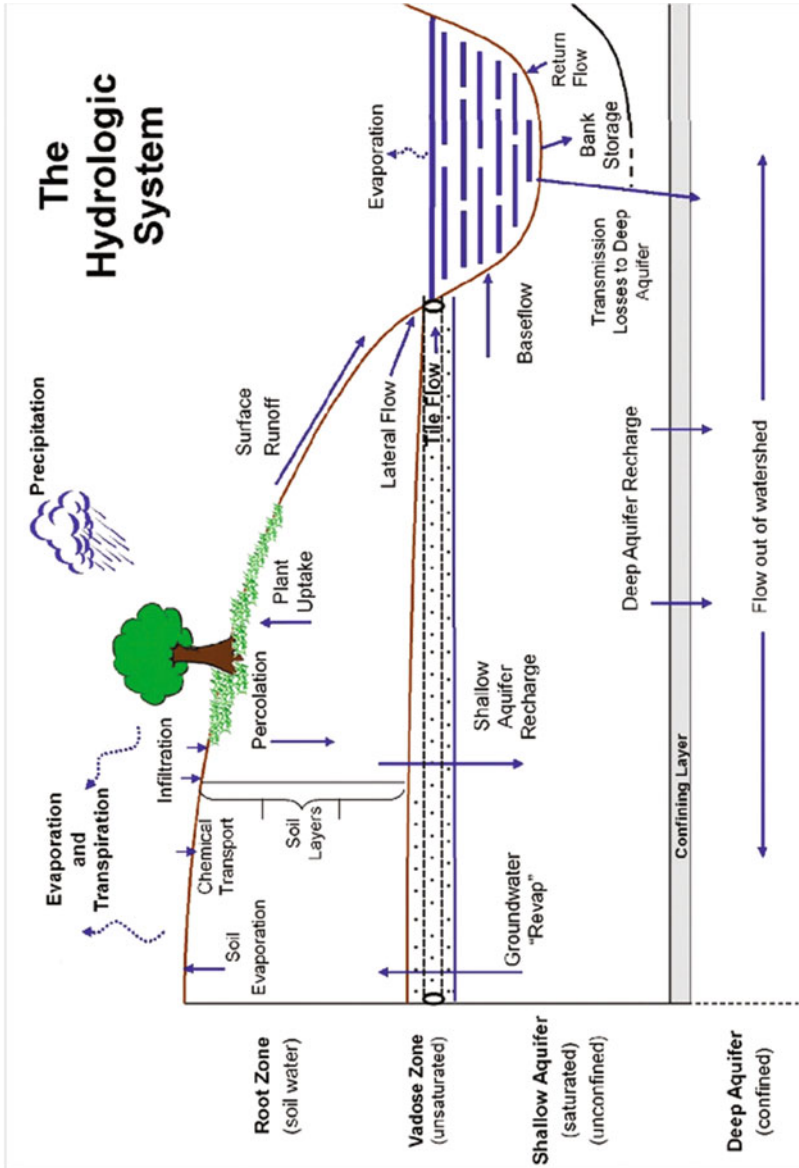 The
Hydrologic
System
Precipitation
Evaporation
and
Transpiration
Infiltration
Surface
Runoff
Evaporation
Root Zone
(soil water)
Soil
Evaporation
Chemical
Transport
Soil
Layers
Percolation
Plant
Uptake
Lateral Flow
Vadose Zone
(unsaturated)
Tile Flow
Return
Flow
Bank
Storage
Baseflow
Shallow Aquifer
(saturated)
(unconfined)
Groundwater
"Revap"
Shallow
Aquifer
Recharge
Transmission
Losses to Deep
Aquifer
Deep Aquifer Recharge
Confining Layer
Deep Aquifer
(confined)
Flow out of watershed